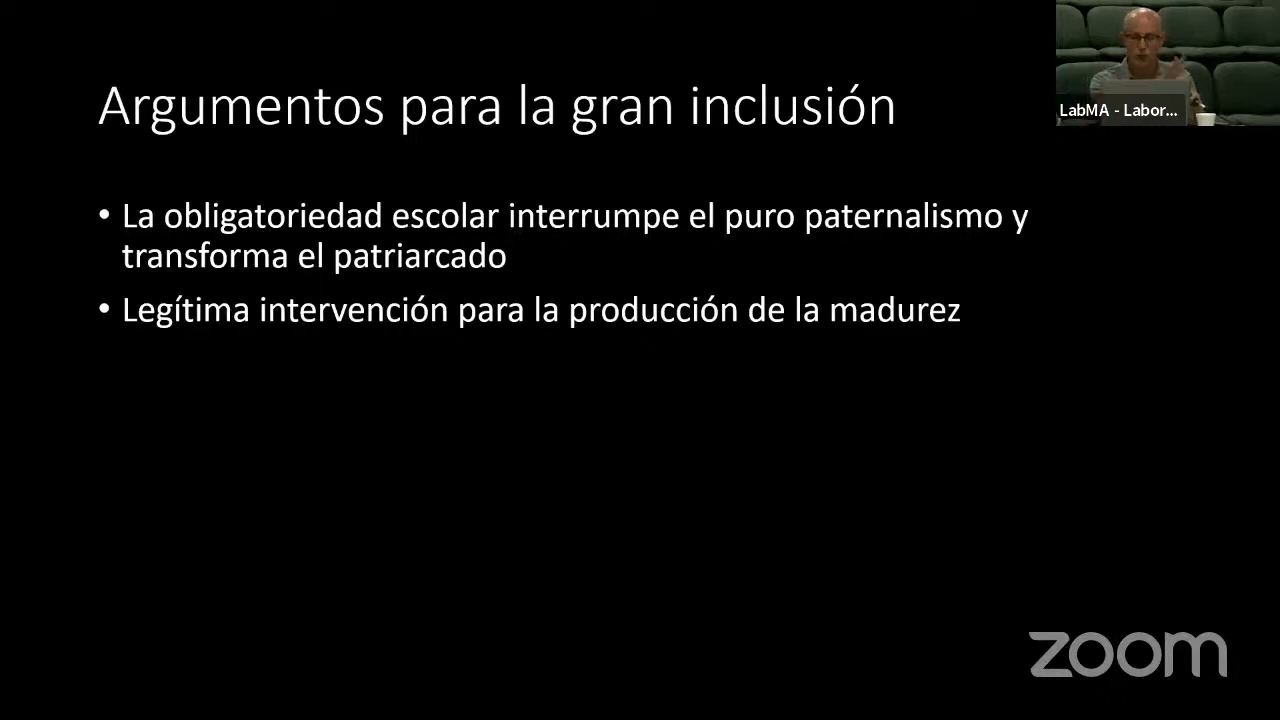 Argumentos para la gran inclusión
LabMA - Labor...
• La obligatoriedad escolar interrumpe el puro paternalismo y
transforma el patriarcado
• Legítima intervención para la producción de la madurez
zoom